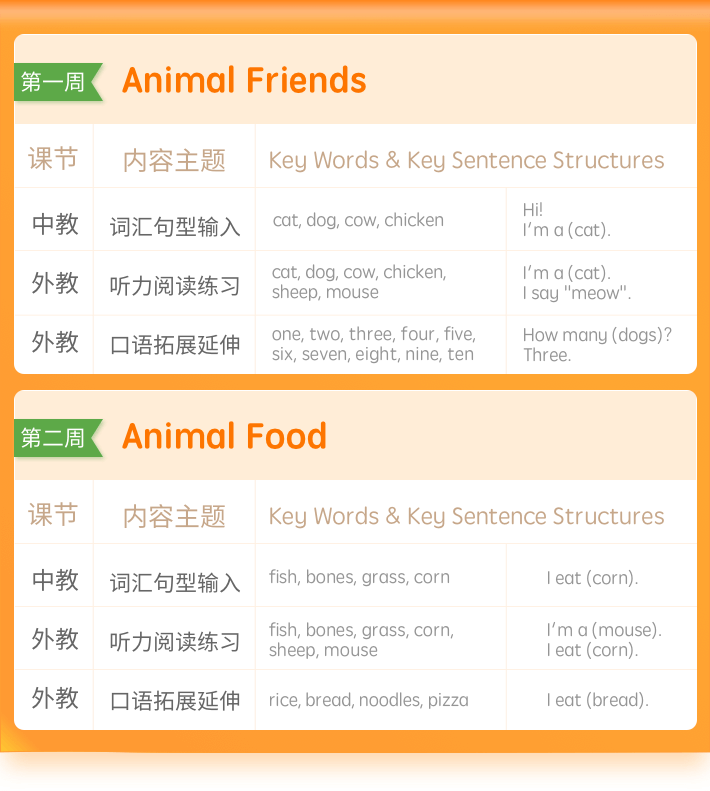 第一周
Animal Friends
课节 内容主题 Key Words & Key Sentence Structures
中教 词汇句型输入 cat, dog, cow, chicken
Hi!
I'm a (cat).
外教 听力阅读练习
cat, dog, cow, chicken,
sheep, mouse
I'm a (cat).
I say "meow".
外教 口语拓展延伸
one, two, three, four, five,
six, seven, eight, nine, ten
How many (dogs)?
Three.
第二周
Animal Food
课节 内容主题 Key Words & Key Sentence Structures
中教 词汇句型输入 fish, bones, grass, corn I eat (corn).
外教 听力阅读练习
fish, bones, grass, corn,
sheep, mouse
I'm a (mouse).
I eat (corn).
外教 口语拓展延伸 rice, bread, noodles, pizza I eat (bread).